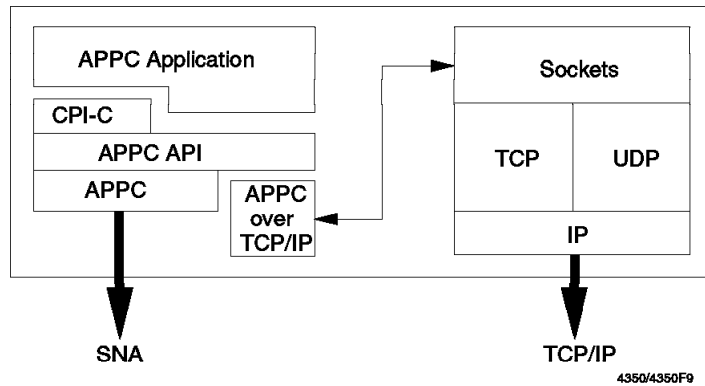 APPC Application
CPI-C
APPC API
APPC
APPC
over
TCP/IP
Sockets
TCP
UDP
IP
SNA
TCP/IP
4350/4350F9